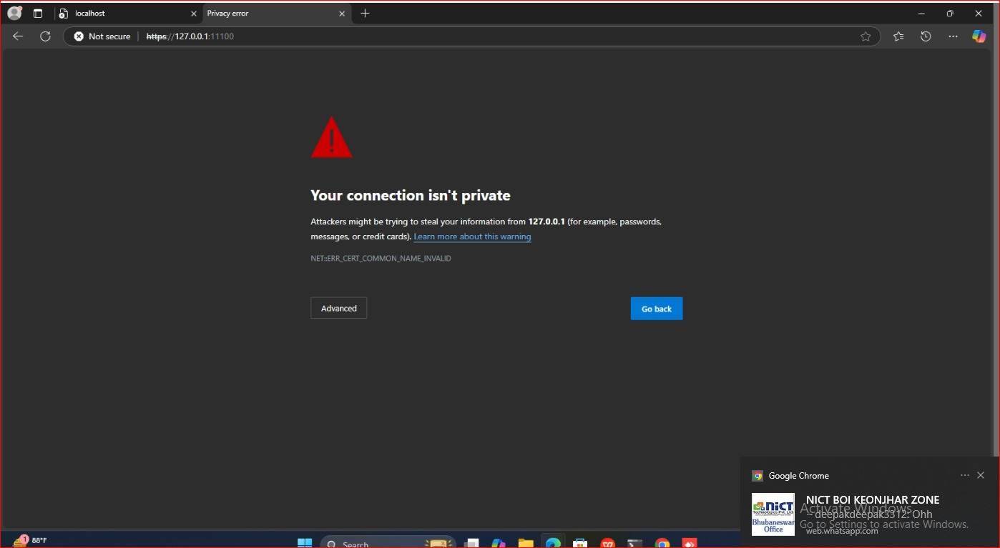 localhost
Privacy error
Not secure
https://127.0.0.1:11100
Your connection isn't private
Attackers might be trying to steal your information from 127.0.0.1 (for example, passwords,
messages, or credit cards). Learn more about this warning
NET::ERR_CERT_COMMON_NAME_INVALID
Advanced
Go back
Google Chrome
NICT BOI KEONJHAR ZONE
~ deepakdeepak3312: Ohh
web.whatsapp.com
NICT
Technologies Pvt. Ltd.
Bhubaneswar
Office
Activate Windows
Go to Settings to activate Windows.
1
88°F
Search